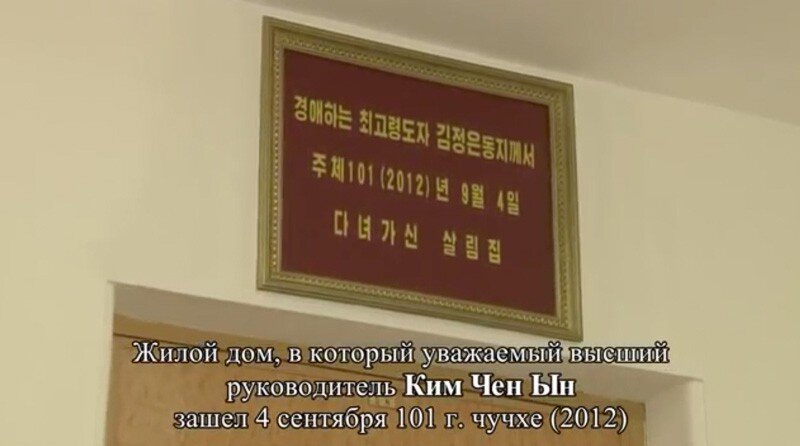 경애하는 최고령도자 김정은동지께서
주체101(2012)년 9월 4일
다녀가신 살림집
Жилой дом, в который уважаемый высший
руководитель Ким Чен Ын
зашел 4 сентября 101 г. чучхе (2012)